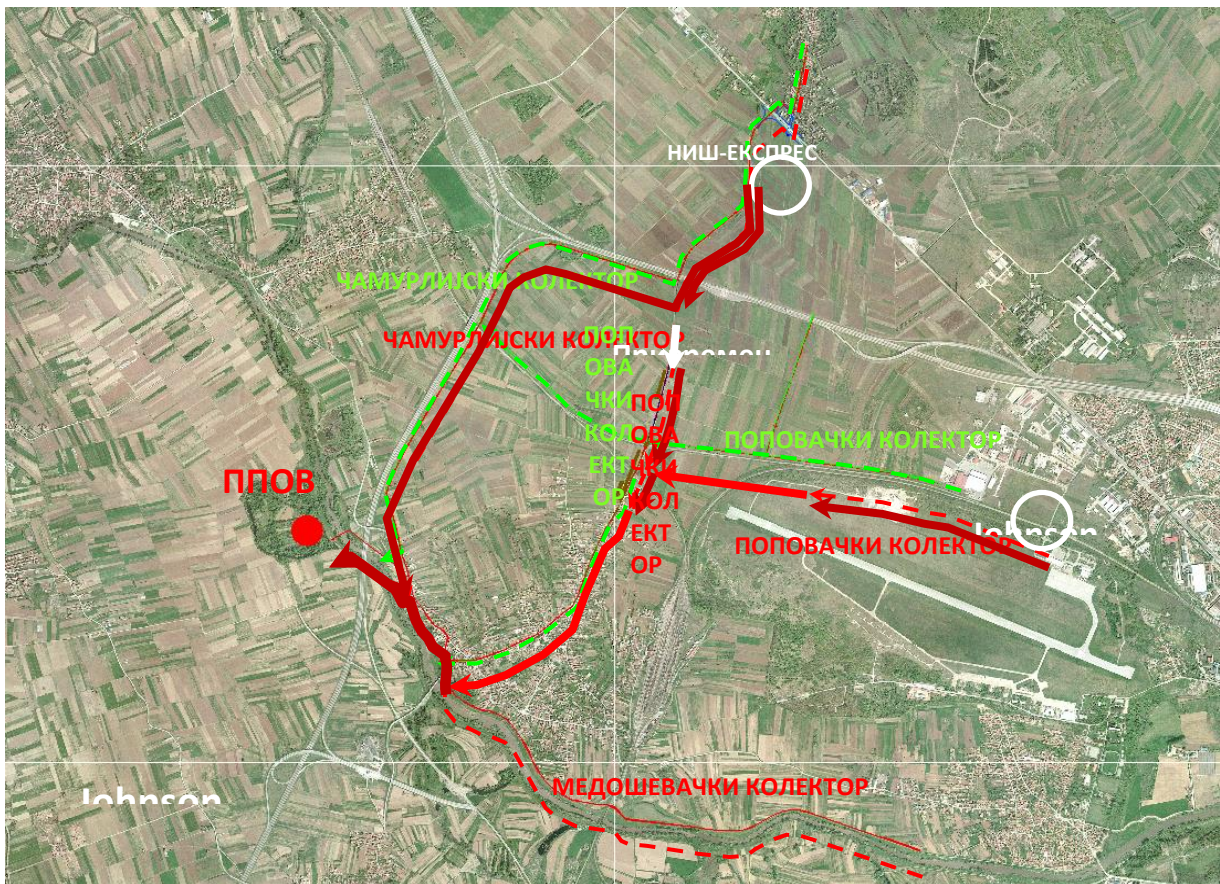 НИШ-ЕКСПРЕС
ЧАМУРЛИЈСКИ КОЛЕКТОР
ЧАМУРЛИЈСКИ КОЛЕКТОР
ПОП
ОВА
ЧКИ
КОЛ
ЕКТ
ОР
ПОП
ОВА
ЧКИ
КОЛ
ЕКТ
ОР
ПОПОВАЧКИ КОЛЕКТОР
ППОВ
Johnson
ПОПОВАЧКИ КОЛЕКТОР
МЕДОШЕВАЧКИ КОЛЕКТОР
Johnson